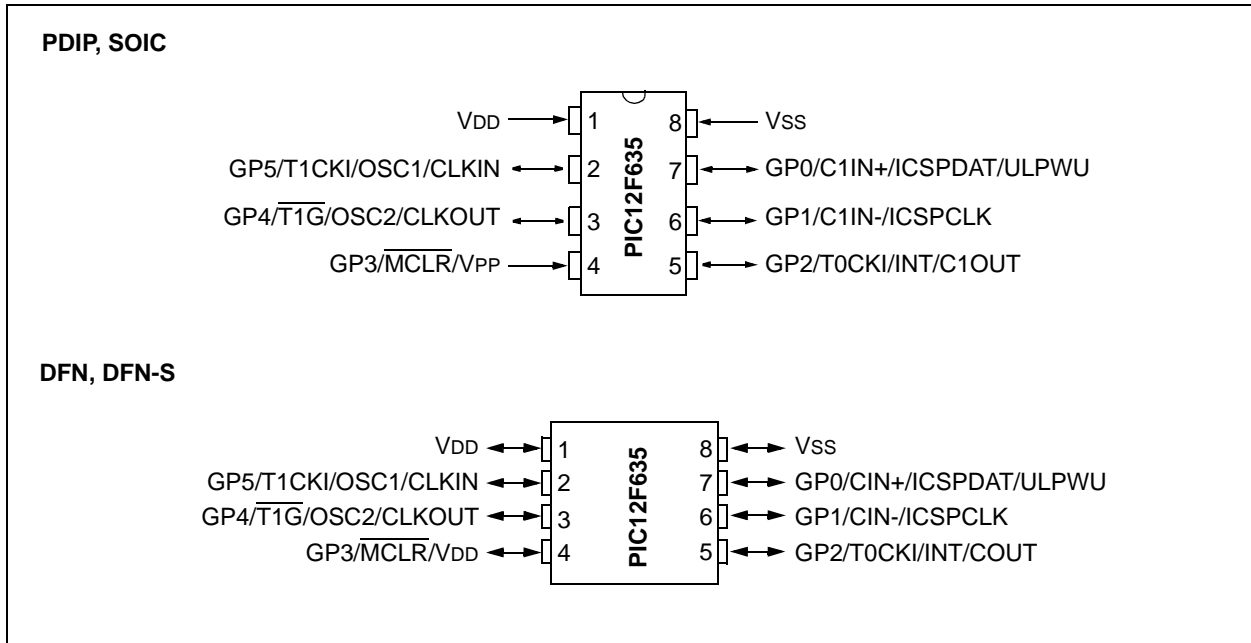 PDIP, SOIC
VDD 1 8 VSS
GP5/T1CKI/OSC1/CLKIN 2 7 GP0/C1IN+/ICSPDAT/ULPWU
GP4/T1G/OSC2/CLKOUT 3 6 GP1/C1IN-/ICSPCLK
GP3/MCLR/VPP 4 5 GP2/T0CKI/INT/C1OUT
PIC12F635
DFN, DFN-S
VDD 1 8 VSS
GP5/T1CKI/OSC1/CLKIN 2 7 GP0/CIN+/ICSPDAT/ULPWU
GP4/T1G/OSC2/CLKOUT 3 6 GP1/CIN-/ICSPCLK
GP3/MCLR/VDD 4 5 GP2/T0CKI/INT/COUT
PIC12F635